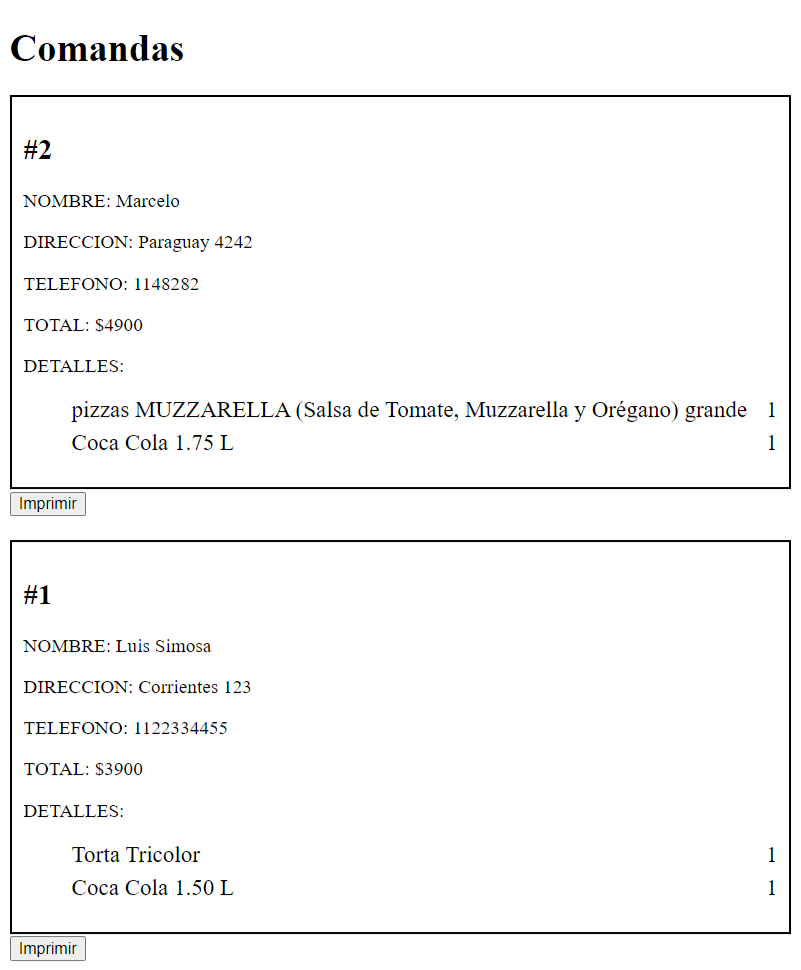 Comandas
#2
NOMBRE: Marcelo
DIRECCION: Paraguay 4242
TELEFONO: 1148282
TOTAL: $4900
DETALLES:
pizzas MUZZARELLA (Salsa de Tomate, Muzzarella y Orégano) grande 1
Coca Cola 1.75 L 1
Imprimir
#1
NOMBRE: Luis Simosa
DIRECCION: Corrientes 123
TELEFONO: 1122334455
TOTAL: $3900
DETALLES:
Torta Tricolor 1
Coca Cola 1.50 L 1
Imprimir